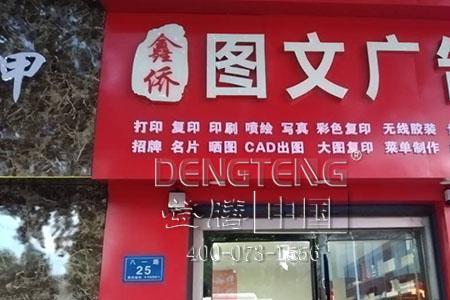 甲
鑫侨
图文广告
打印 复印 印刷 喷绘 写真 彩色复印 无线胶装
招牌 名片 晒图 CAD出图 大图复印 菜单制作
DENGTENG®
登腾中国
400-073-1556
八一路
25